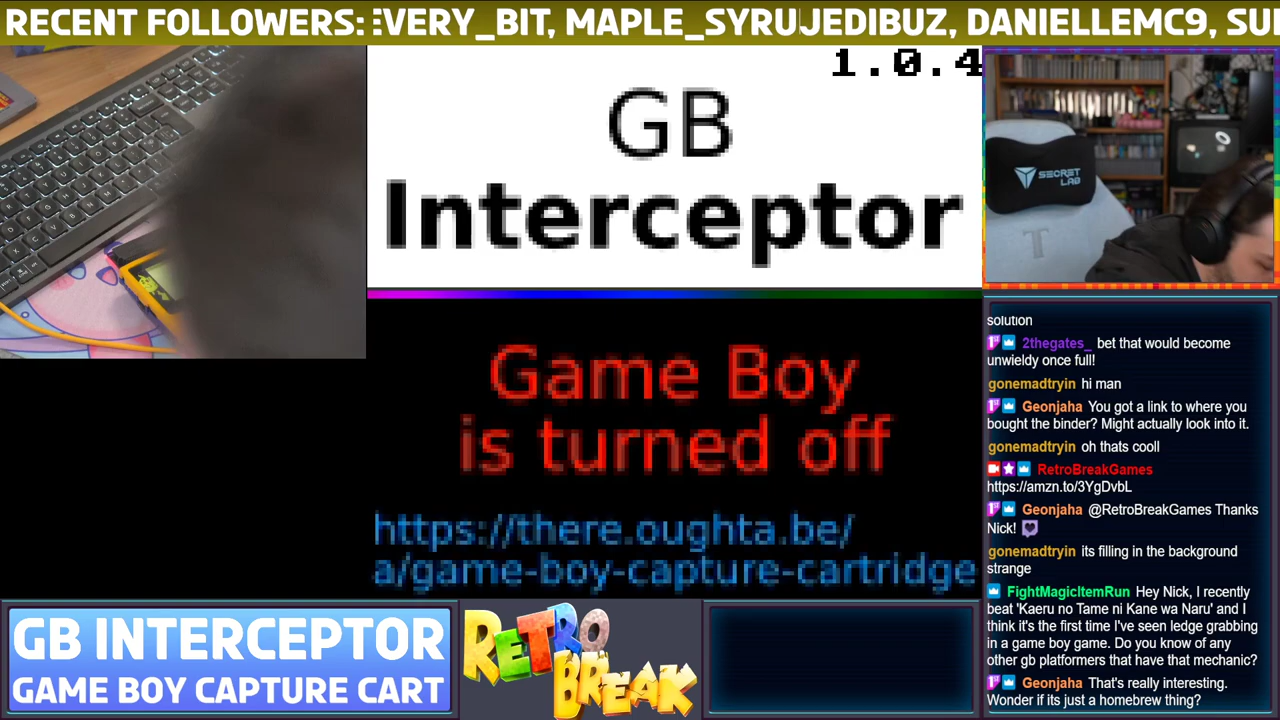 RECENT FOLLOWERS: EVERY_BIT, MAPLE_SYRUJEDIBUZ, DANIELLEMC9, SUI
1.0.4
GB
Interceptor
Game Boy
is turned off
https://there.oughta.be/
a/game-boy-capture-cartridge
SECRET
LAB
solution
2thegates_ bet that would become
unwieldy once full!
gonemadtryin hi man
Geonjaha You got a link to where you
bought the binder? Might actually look into it.
gonemadtryin oh thats cooll
RetroBreakGames
https://amzn.to/3YgDvbL
Geonjaha @RetroBreakGames Thanks
Nick!
gonemadtryin its filling in the background
strange
FightMagicItemRun Hey Nick, I recently
beat 'Kaeru no Tame ni Kane wa Naru' and I
think it's the first time I've seen ledge grabbing
in a game boy game. Do you know of any
other gb platformers that have that mechanic?
Geonjaha That's really interesting.
Wonder if its just a homebrew thing?
GB INTERCEPTOR
GAME BOY CAPTURE CART
RETRO
BREAK